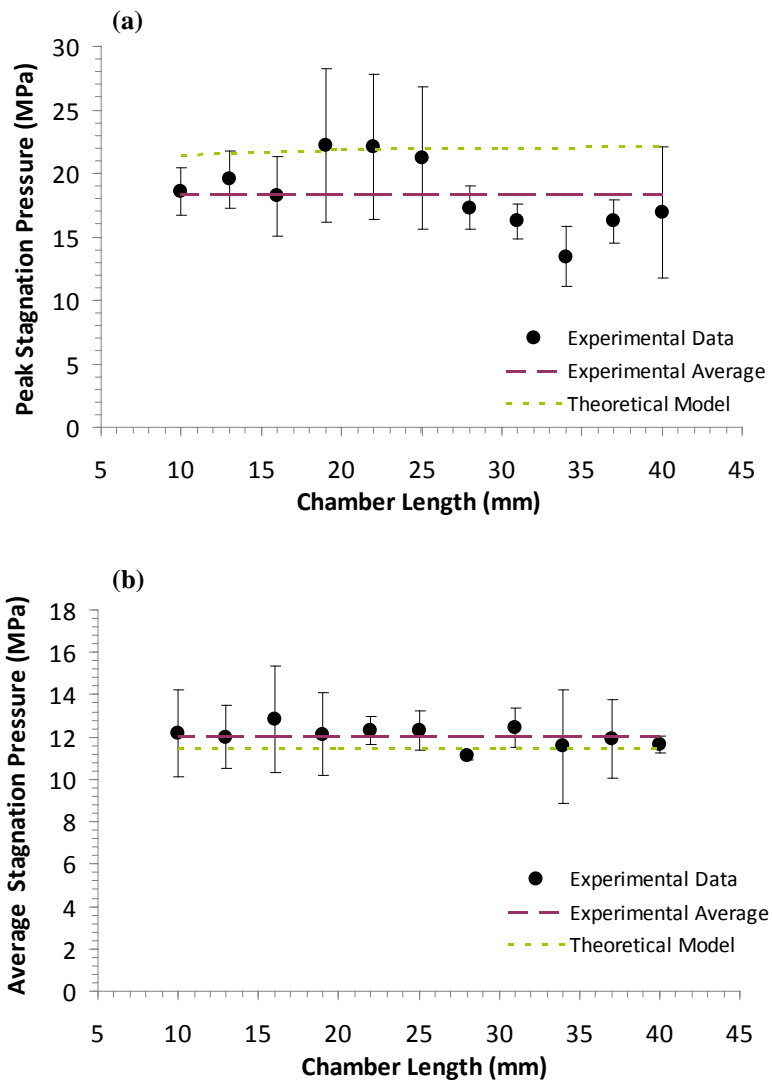 (a)
Peak Stagnation Pressure (MPa)
30
25
20
15
10
5
0
Experimental Data
Experimental Average
Theoretical Model
5 10 15 20 25 30 35 40 45
Chamber Length (mm)
(b)
Average Stagnation Pressure (MPa)
18
16
14
12
10
8
6
4
2
0
Experimental Data
Experimental Average
Theoretical Model
5 10 15 20 25 30 35 40 45
Chamber Length (mm)